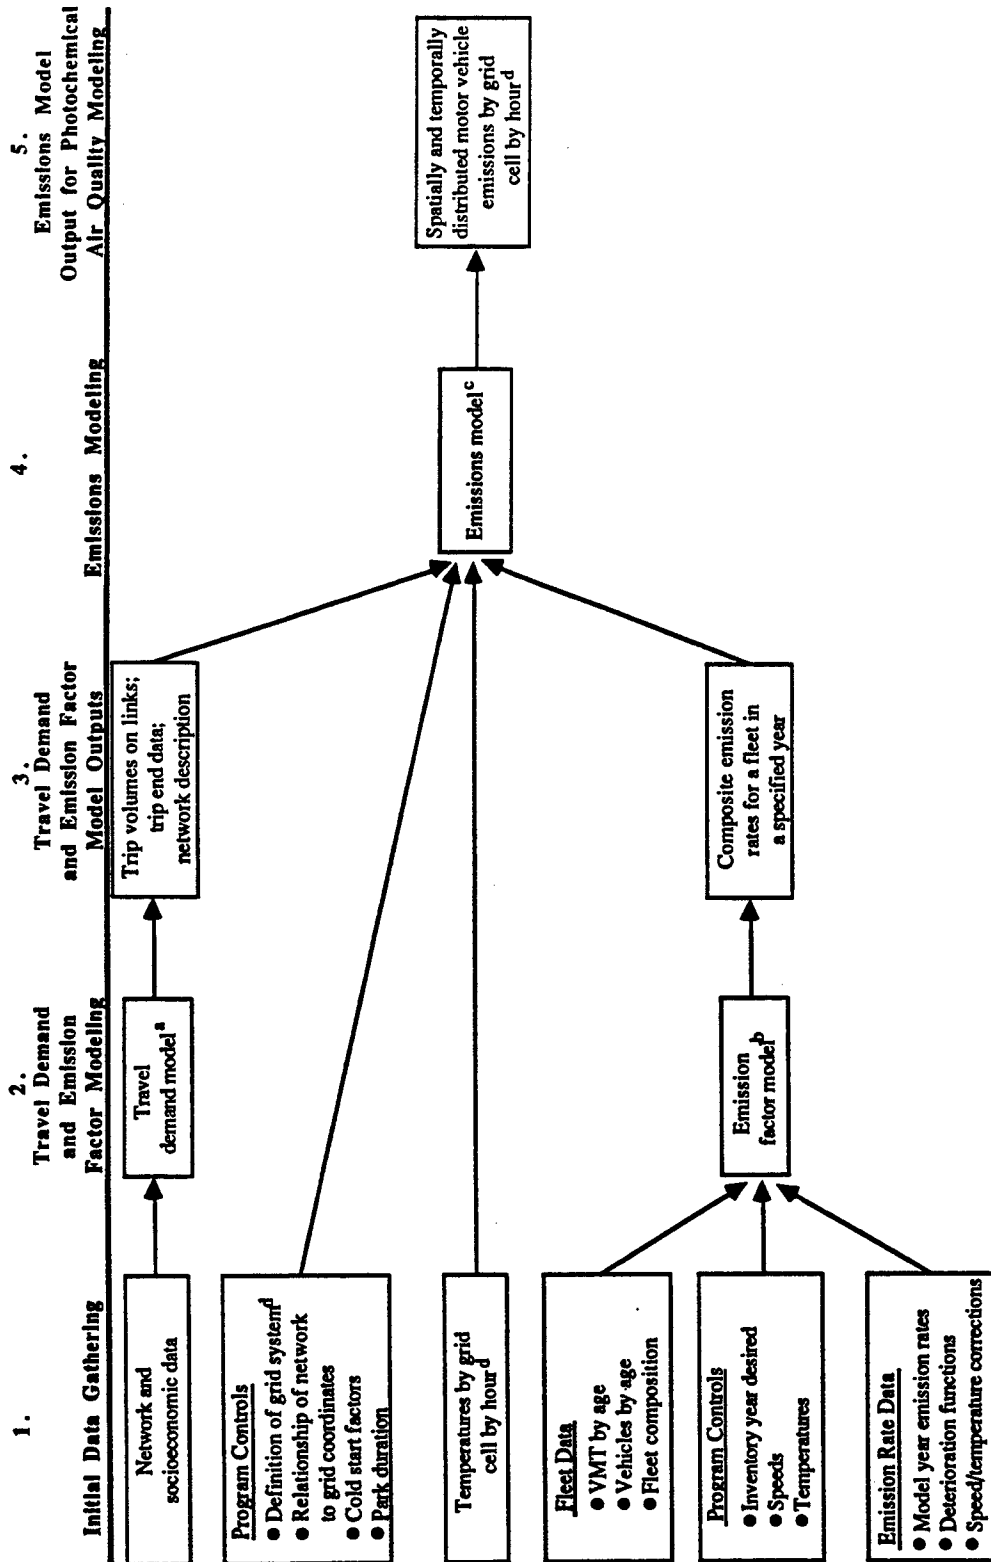 1.
Initial Data Gathering
2.
Travel Demand
and Emission
Factor Modeling
3.
Travel Demand
and Emission Factor
Model Outputs
4.
Emissions Modeling
5.
Emissions Model
Output for Photochemical
Air Quality Modeling
Network and
socioeconomic data
Travel
demand model a
Trip volumes on links;
trip end data;
network description
Program Controls
● Definition of grid system d
● Relationship of network
to grid coordinates
● Cold start factors
● Park duration
Temperatures by grid
cell by hour d
Emissions model c
Spatially and temporally
distributed motor vehicle
emissions by grid
cell by hour d
Fleet Data
● VMT by age
● Vehicles by age
● Fleet composition
Program Controls
● Inventory year desired
● Speeds
● Temperatures
Emission Rate Data
● Model year emission rates
● Deterioration functions
● Speed/temperature corrections
Emission
factor model b
Composite emission
rates for a fleet in
a specified year